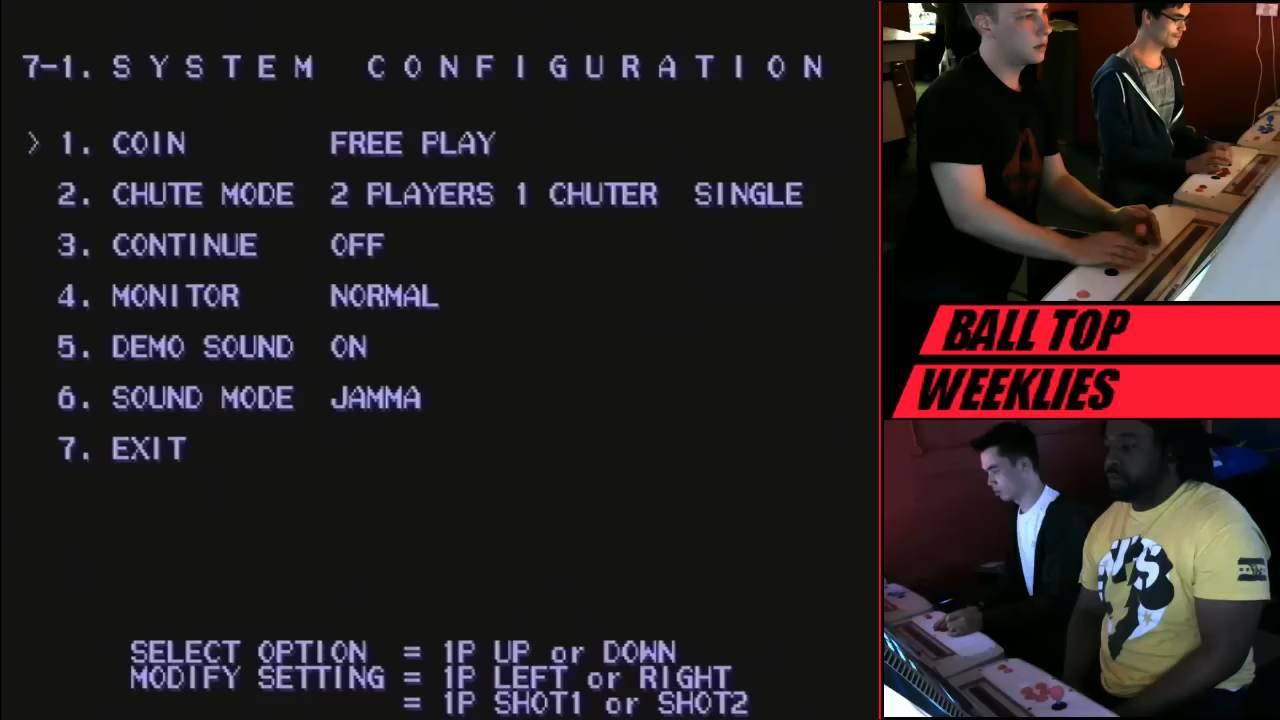 7-1. SYSTEM CONFIGURATION
> 1. COIN FREE PLAY
2. CHUTE MODE 2 PLAYERS 1 CHUTER SINGLE
3. CONTINUE OFF
4. MONITOR NORMAL
5. DEMO SOUND ON
6. SOUND MODE JAMMA
7. EXIT
SELECT OPTION = 1P UP or DOWN
MODIFY SETTING = 1P LEFT or RIGHT
= 1P SHOT1 or SHOT2
BALL TOP
WEEKLIES